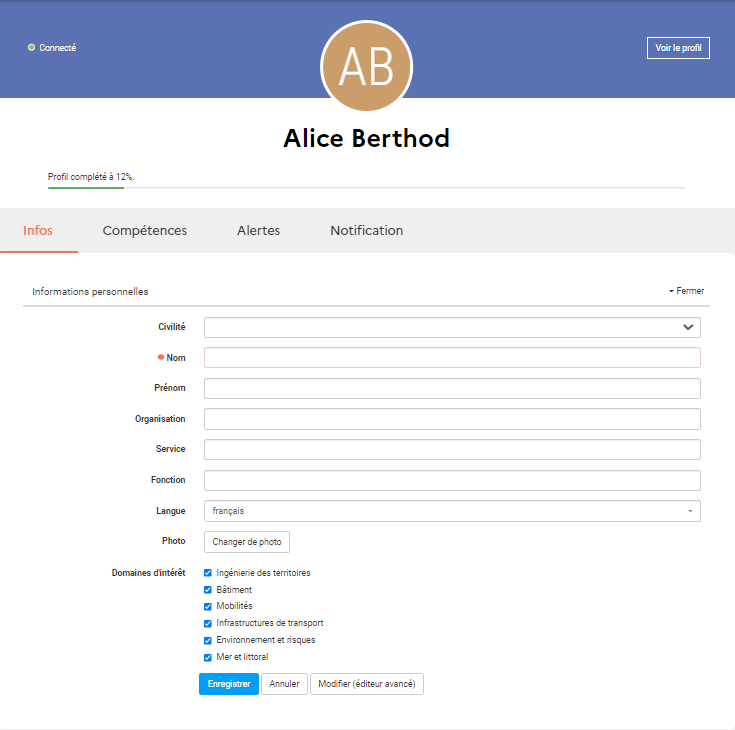 Connecté
AB
Voir le profil
Alice Berthod
Profil complété à 12%.
Infos Compétences Alertes Notification
Informations personnelles Fermer
Civilité
Nom
Prénom
Organisation
Service
Fonction
Langue français
Photo Changer de photo
Domaines d'intérêt Ingénierie des territoires
Bâtiment
Mobilités
Infrastructures de transport
Environnement et risques
Mer et littoral
Enregistrer Annuler Modifier (éditeur avancé)